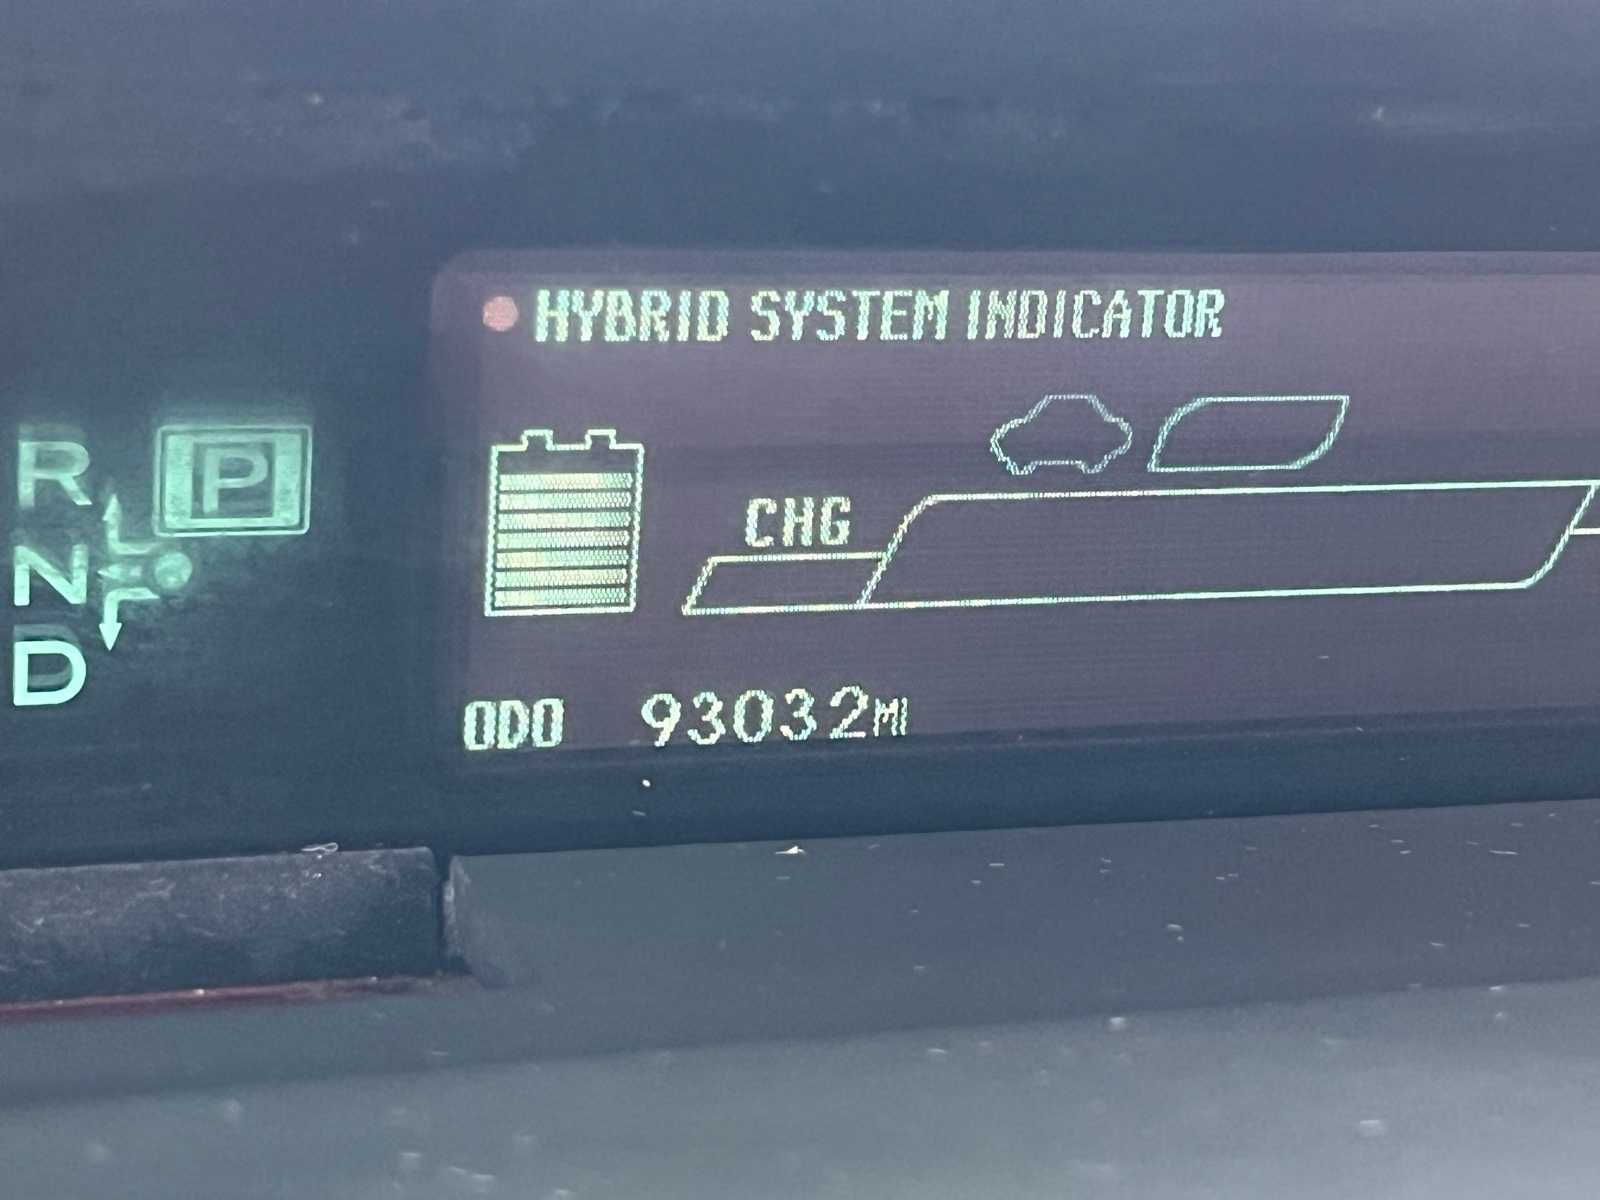 HYBRID SYSTEM INDICATOR
R P
CHG
N
D
ODO 93032MI